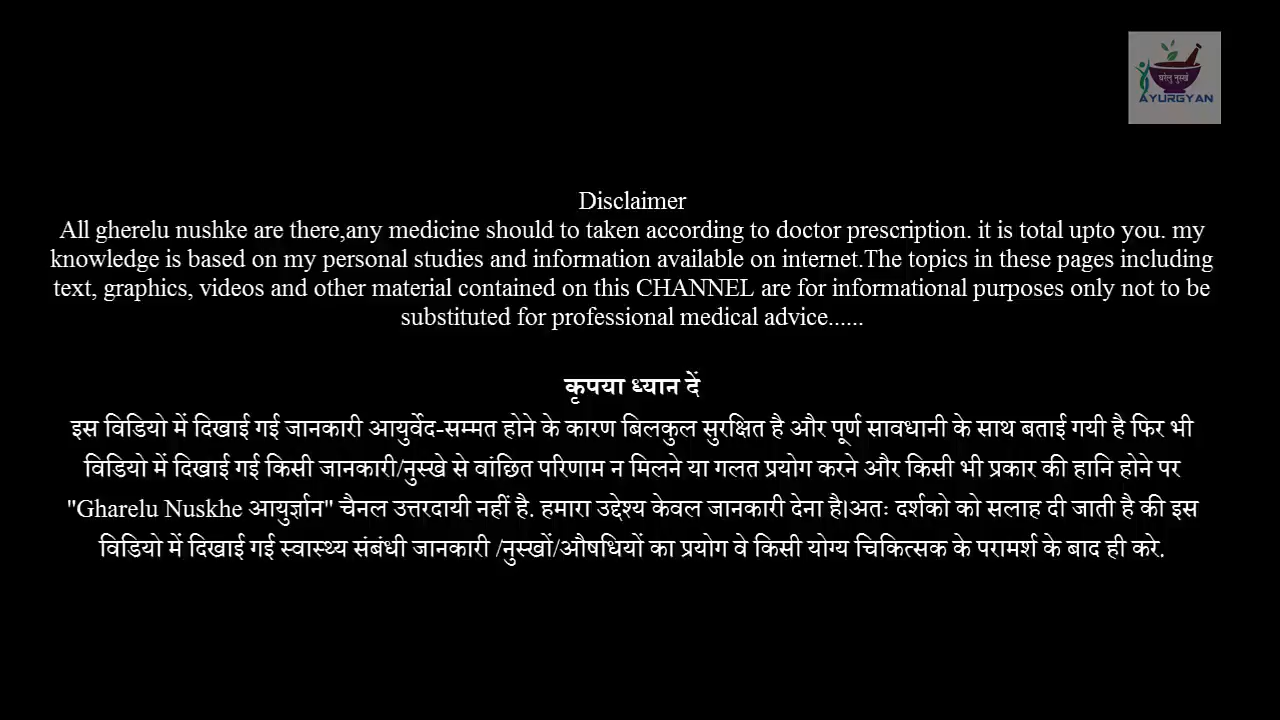 घरेलु नुस्खे
AYURGYAN
Disclaimer
All gherelu nushke are there,any medicine should to taken according to doctor prescription. it is total upto you. my
knowledge is based on my personal studies and information available on internet.The topics in these pages including
text, graphics, videos and other material contained on this CHANNEL are for informational purposes only not to be
substituted for professional medical advice......
कृपया ध्यान दें
इस विडियो में दिखाई गई जानकारी आयुर्वेद-सम्मत होने के कारण बिलकुल सुरक्षित है और पूर्ण सावधानी के साथ बताई गयी है फिर भी
विडियो में दिखाई गई किसी जानकारी/नुस्खे से वांछित परिणाम न मिलने या गलत प्रयोग करने और किसी भी प्रकार की हानि होने पर
"Gharelu Nuskhe आयुर्ज्ञान" चैनल उत्तरदायी नहीं है. हमारा उद्देश्य केवल जानकारी देना है।अतः दर्शको को सलाह दी जाती है की इस
विडियो में दिखाई गई स्वास्थ्य संबंधी जानकारी /नुस्खों/औषधियों का प्रयोग वे किसी योग्य चिकित्सक के परामर्श के बाद ही करे.